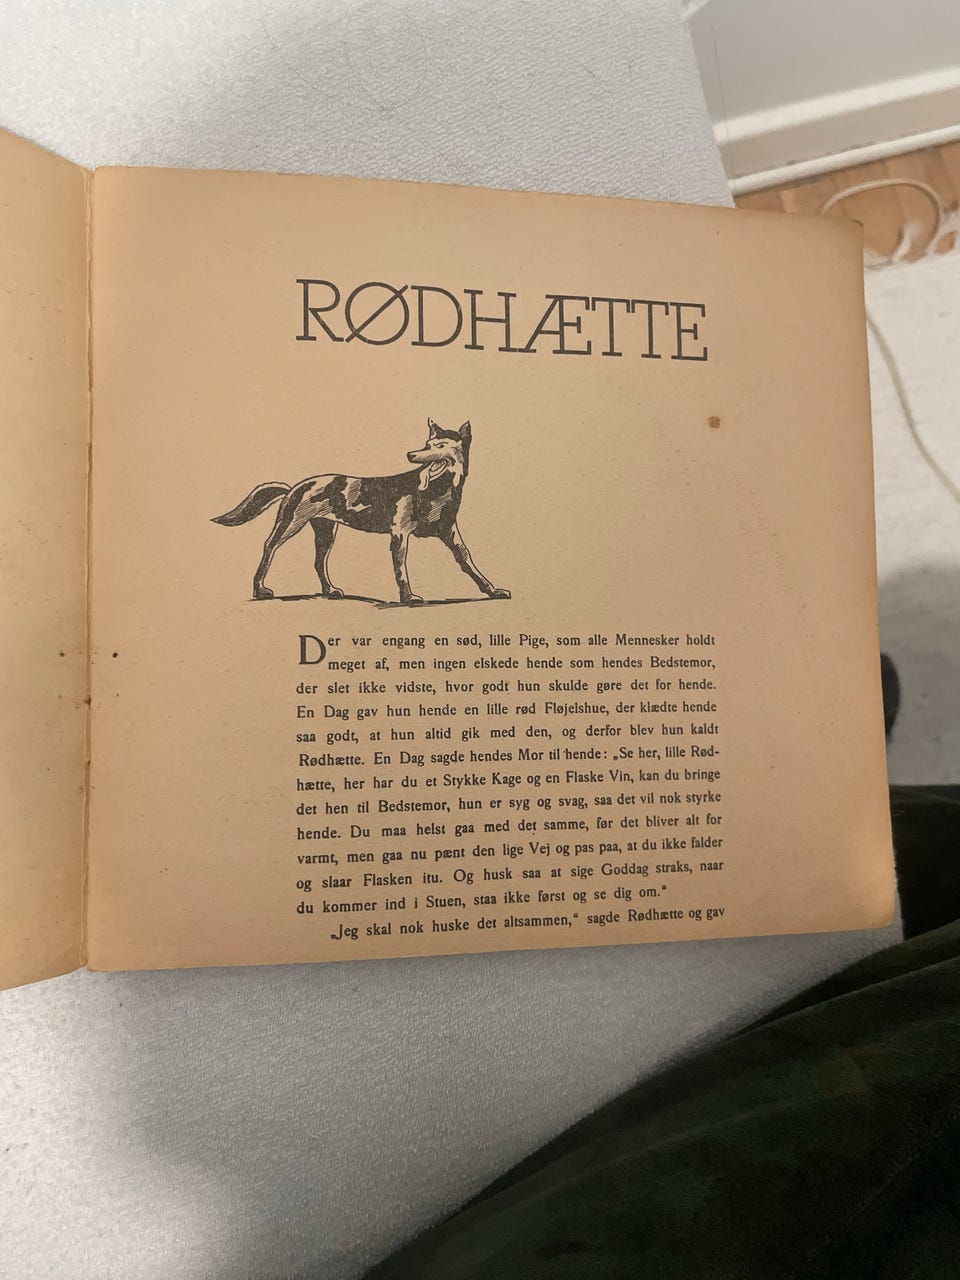 RØDHÆTTE
Der var engang en sød, lille Pige, som alle Mennesker holdt
meget af, men ingen elskede hende som hendes Bedstemor,
der slet ikke vidste, hvor godt hun skulde gøre det for hende.
En Dag gav hun hende en lille rød Fløjelshue, der klædte hende
saa godt, at hun altid gik med den, og derfor blev hun kaldt
Rødhætte. En Dag sagde hendes Mor til hende: „Se her, lille Rød-
hætte, her har du et Stykke Kage og en Flaske Vin, kan du bringe
det hen til Bedstemor, hun er syg og svag, saa det vil nok styrke
hende. Du maa helst gaa med det samme, før det bliver alt for
varmt, men gaa nu pænt den lige Vej og pas paa, at du ikke falder
og slaar Flasken itu. Og husk saa at sige Goddag straks, naar
du kommer ind i Stuen, staa ikke først og se dig om.“
„Jeg skal nok huske det altsammen,“ sagde Rødhætte og gav